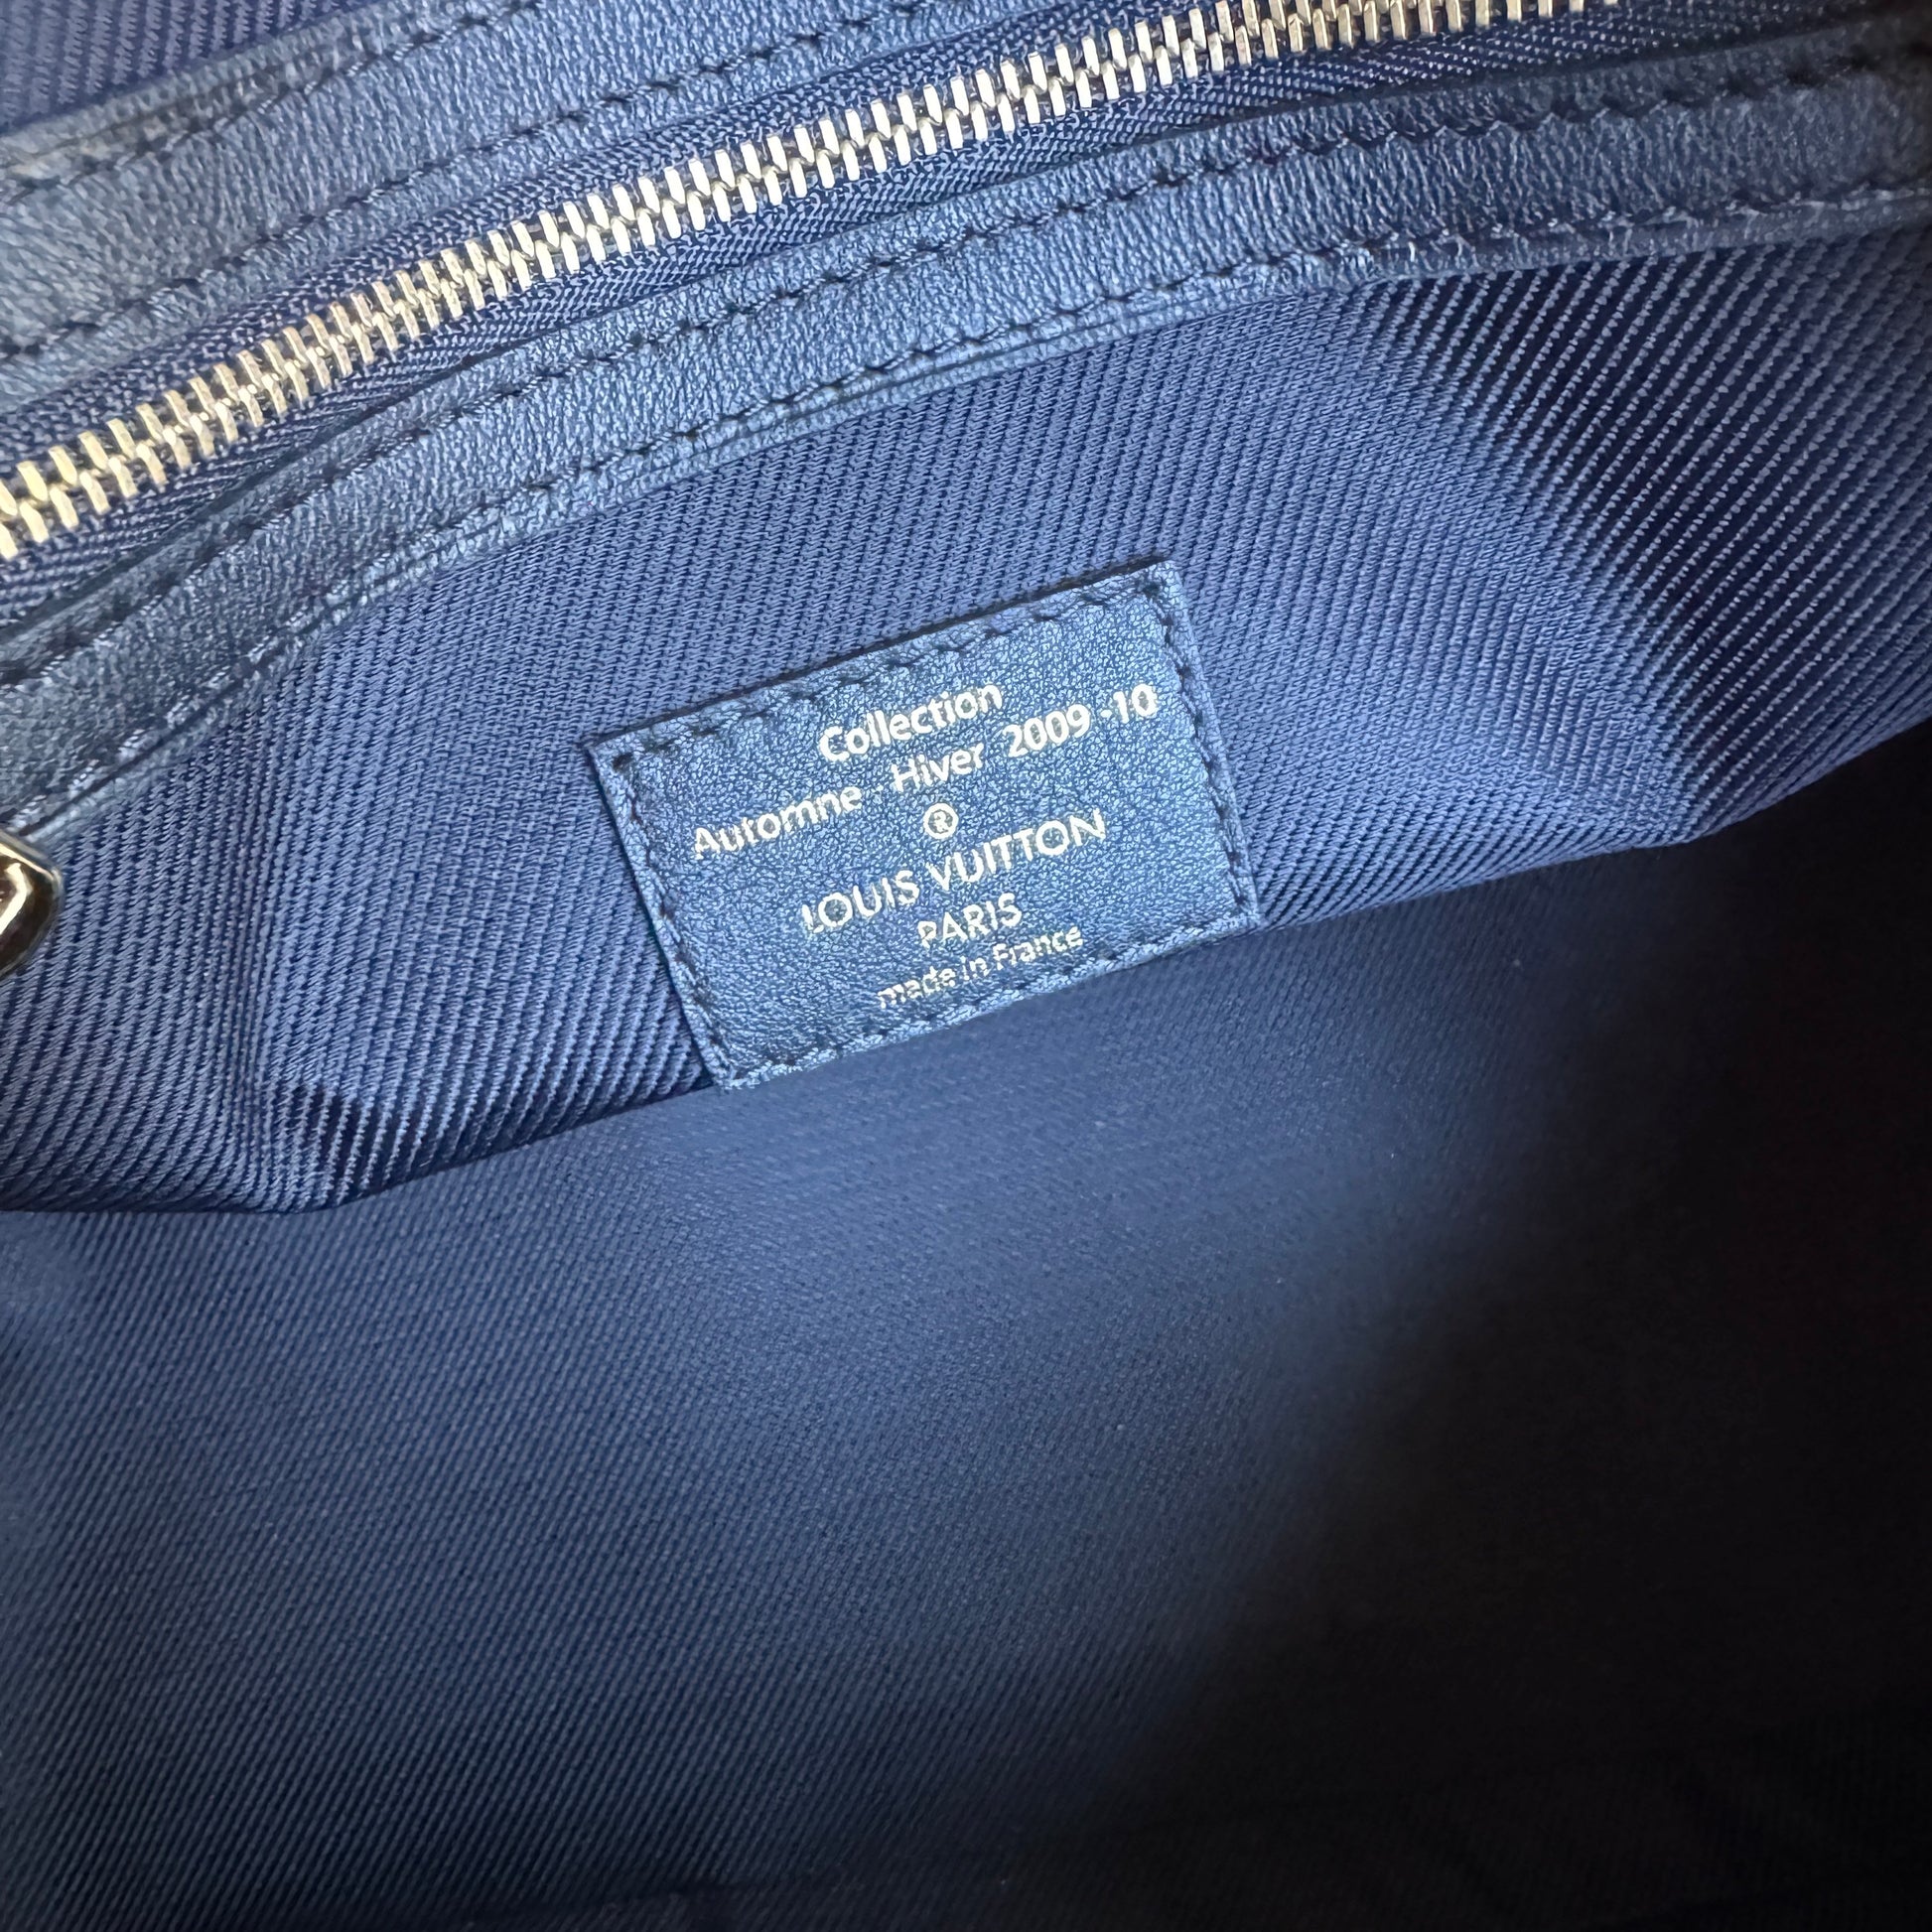 Collection
Automne - Hiver 2009-10
®
LOUIS VUITTON
PARIS
made in France